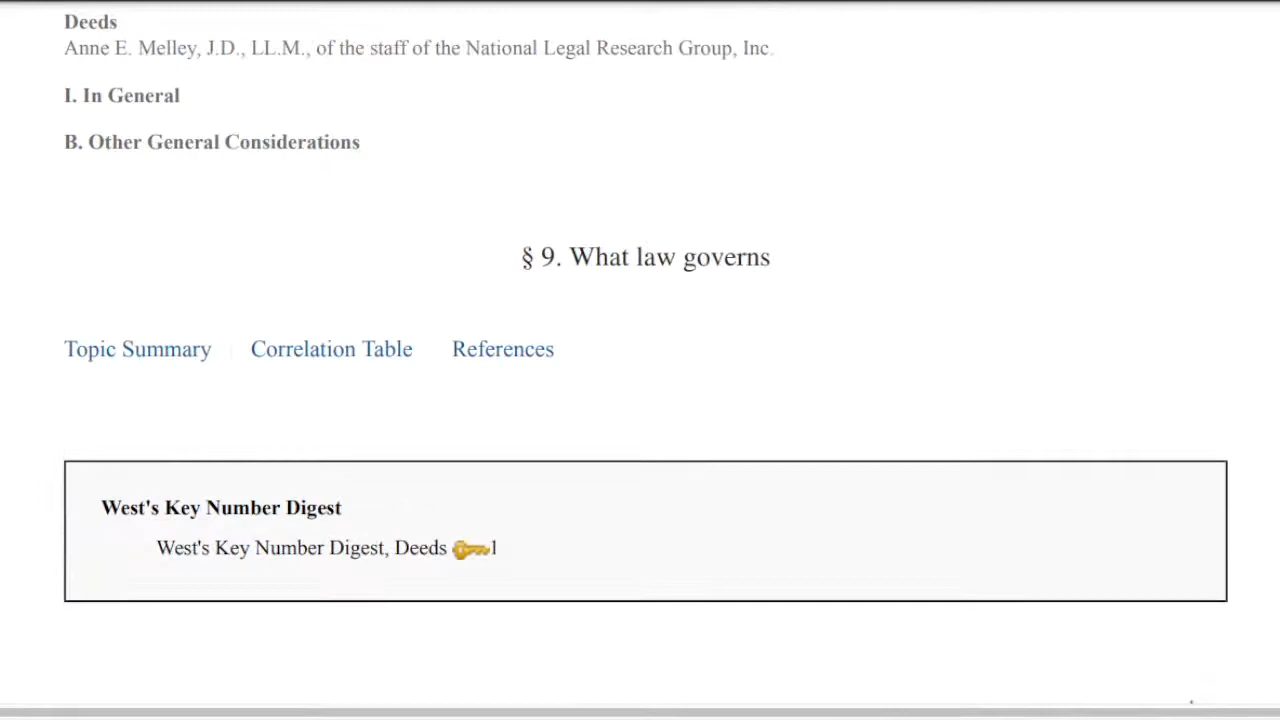 Deeds
Anne E. Melley, J.D., LL.M., of the staff of the National Legal Research Group, Inc.
I. In General
B. Other General Considerations
§ 9. What law governs
Topic Summary Correlation Table References
West's Key Number Digest
West's Key Number Digest, Deeds 1